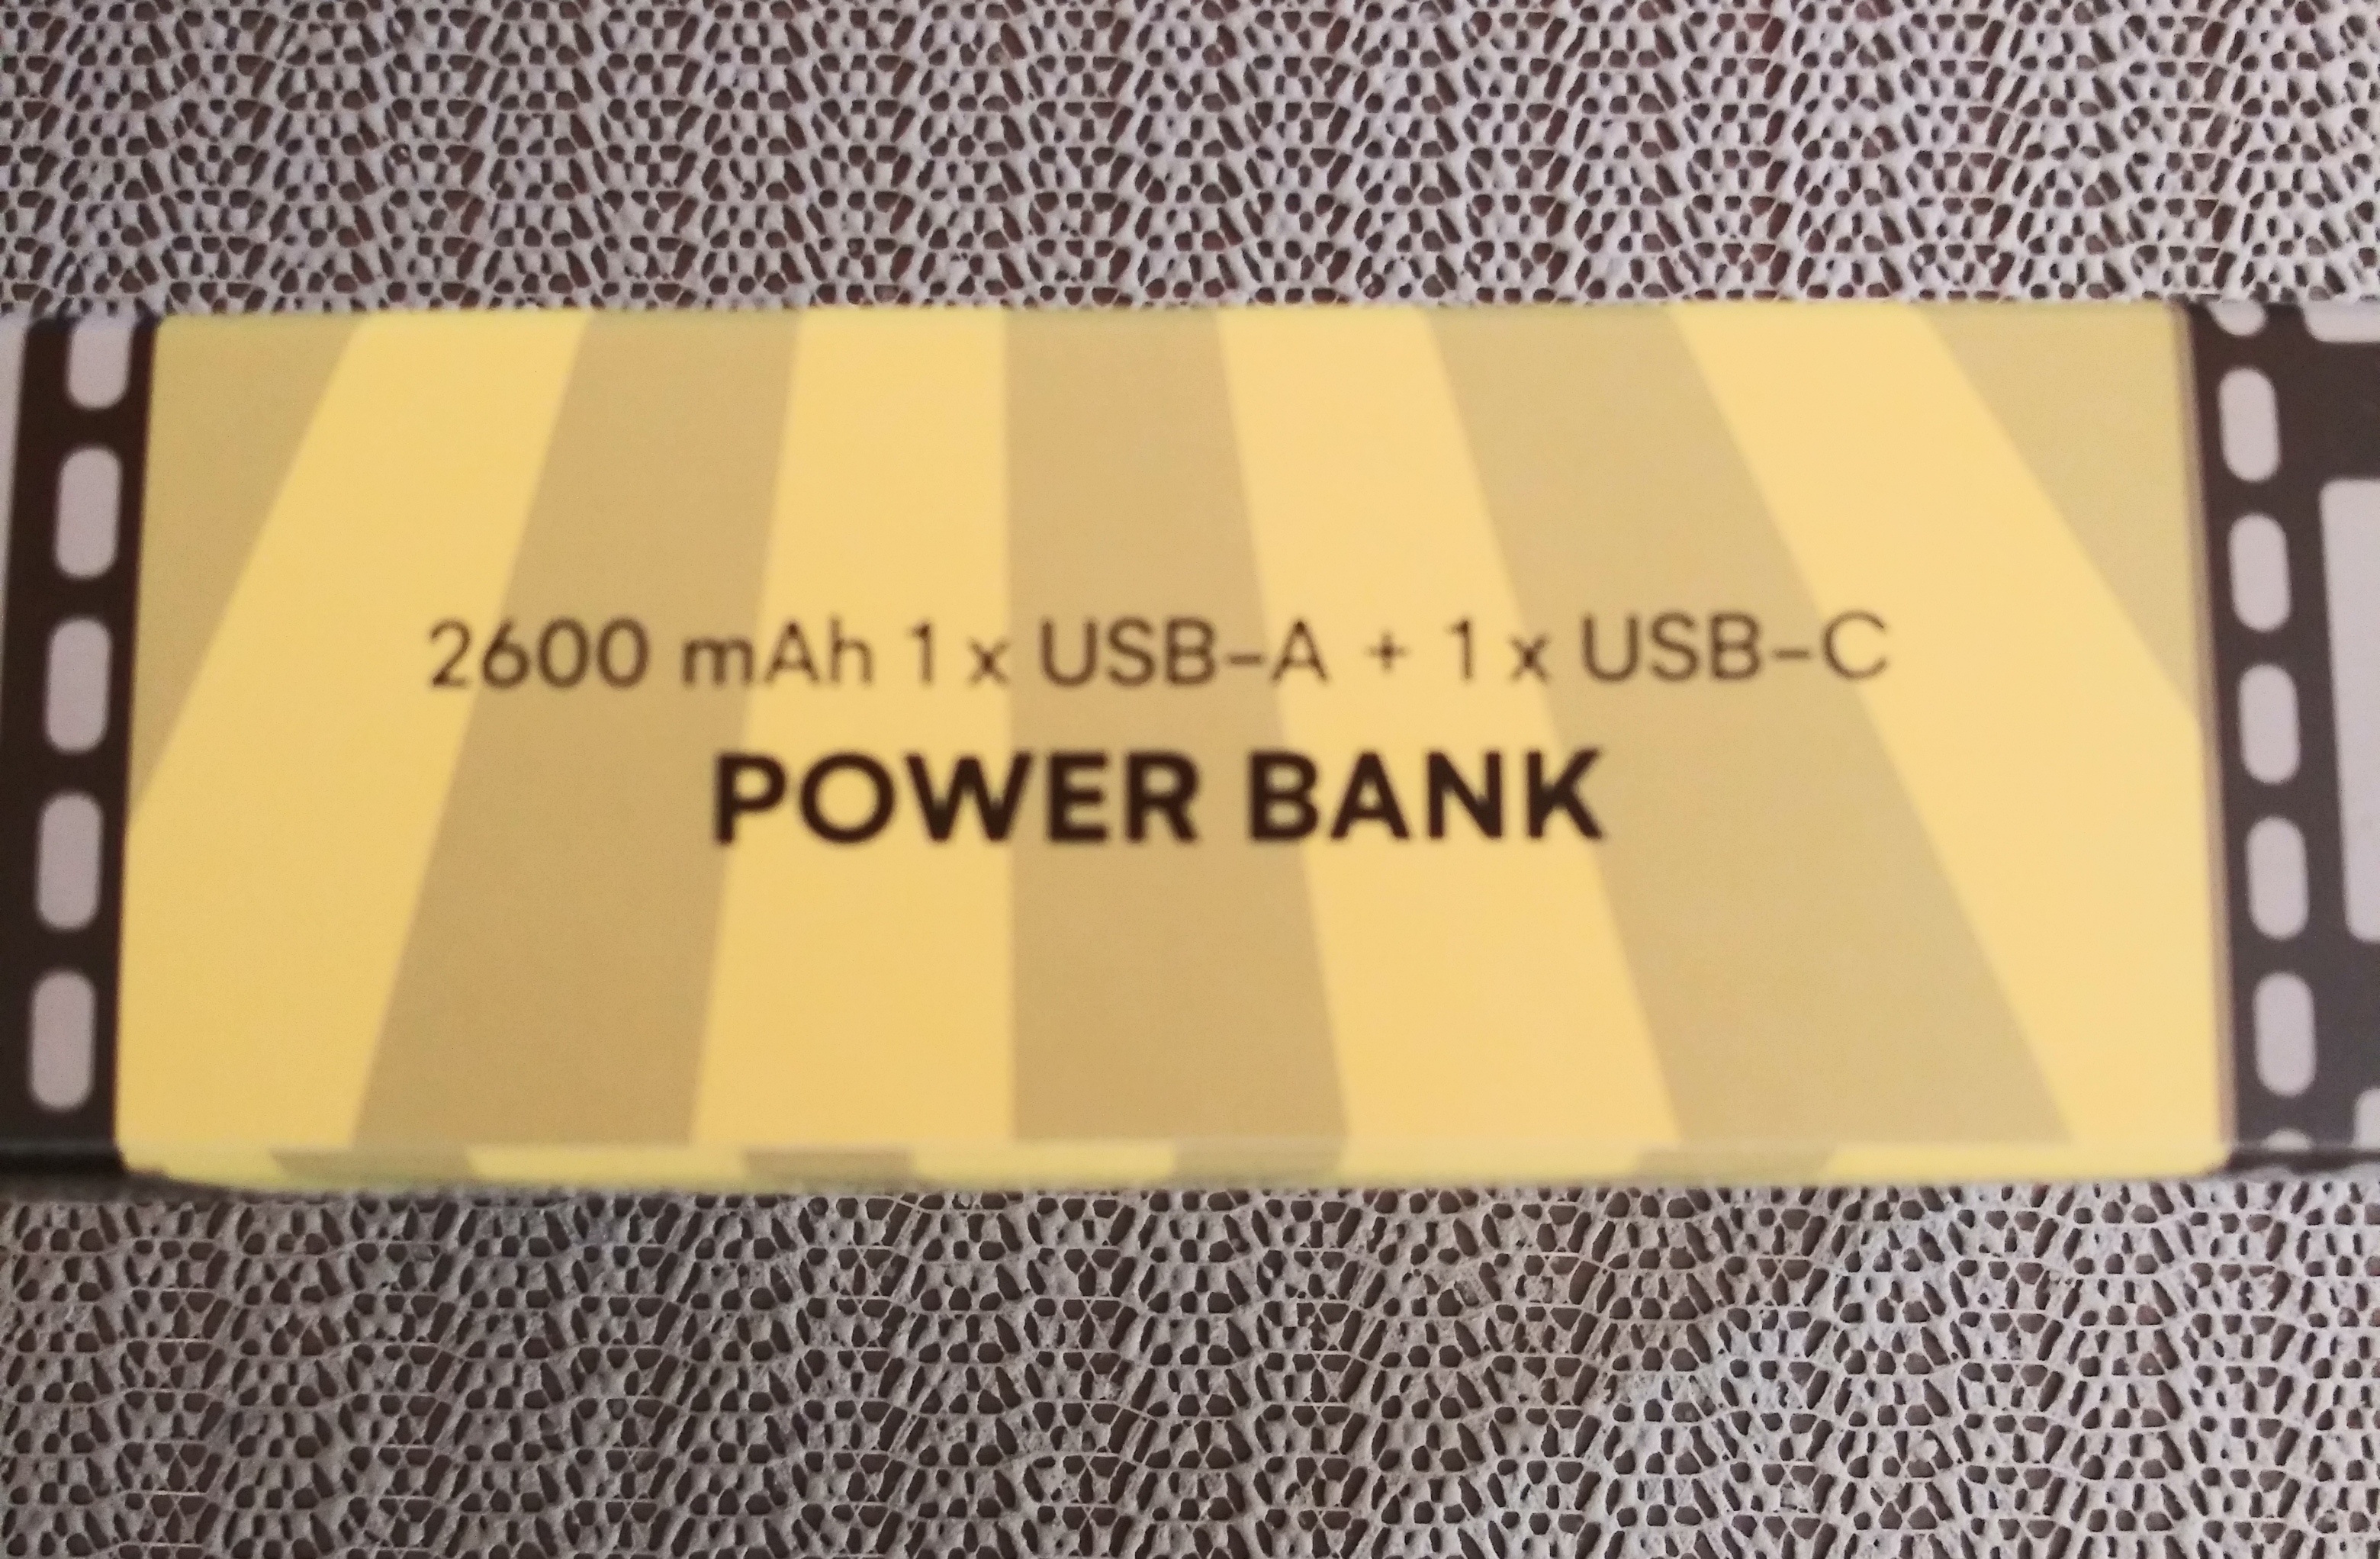 2600 mAh 1 x USB-A + 1 x USB-C
POWER BANK